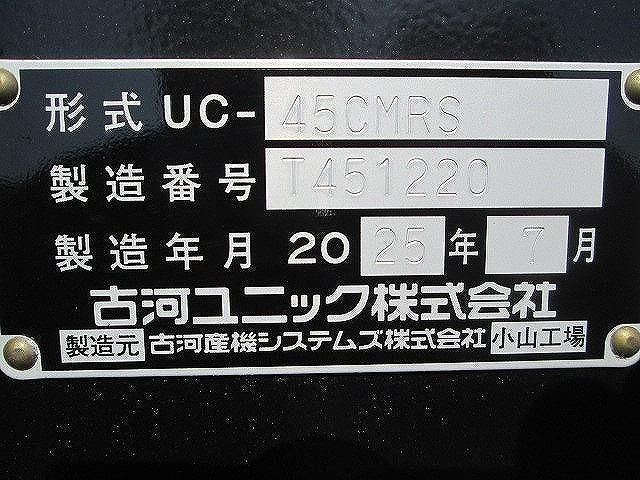 形式 UC-45CMRS
製造番号 T451220
製造年月 2025年7月
古河ユニック株式会社
製造元 古河産機システムズ株式会社 小山工場